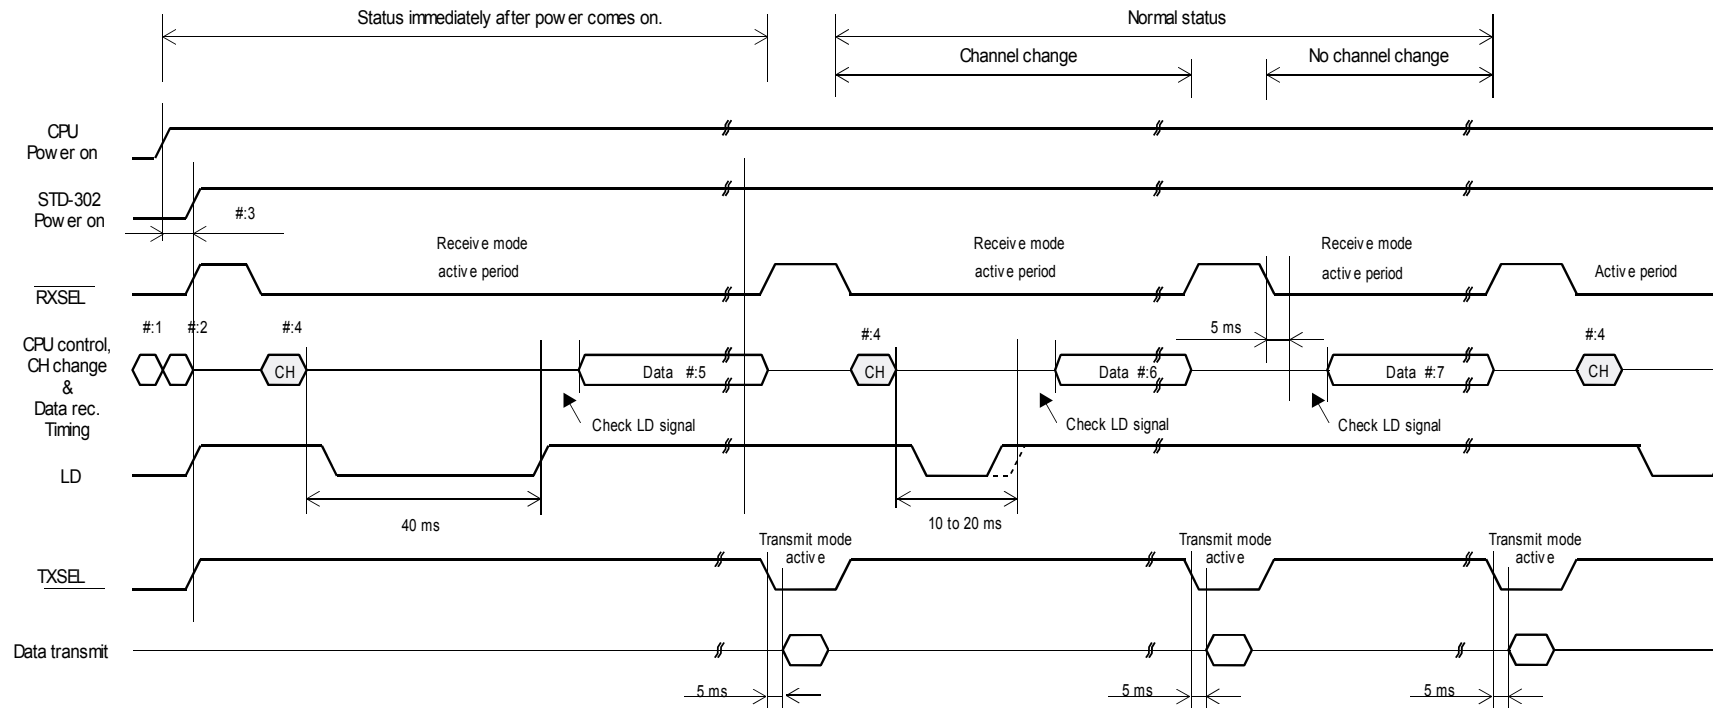 Status immediately after power comes on.
Normal status
Channel change
No channel change
CPU
Power on
STD-302
Power on
#:3
Receive mode
active period
Receive mode
active period
Receive mode
active period
Active period
RXSEL
#:1
#:2
#:4
#:4
5 ms
#:4
CPU control,
CH change
&
Data rec.
Timing
CH
Data #:5
CH
Data #:6
Data #:7
CH
Check LD signal
Check LD signal
Check LD signal
LD
40 ms
10 to 20 ms
Transmit mode
active
Transmit mode
active
Transmit mode
active
TXSEL
Data transmit
5 ms
5 ms
5 ms